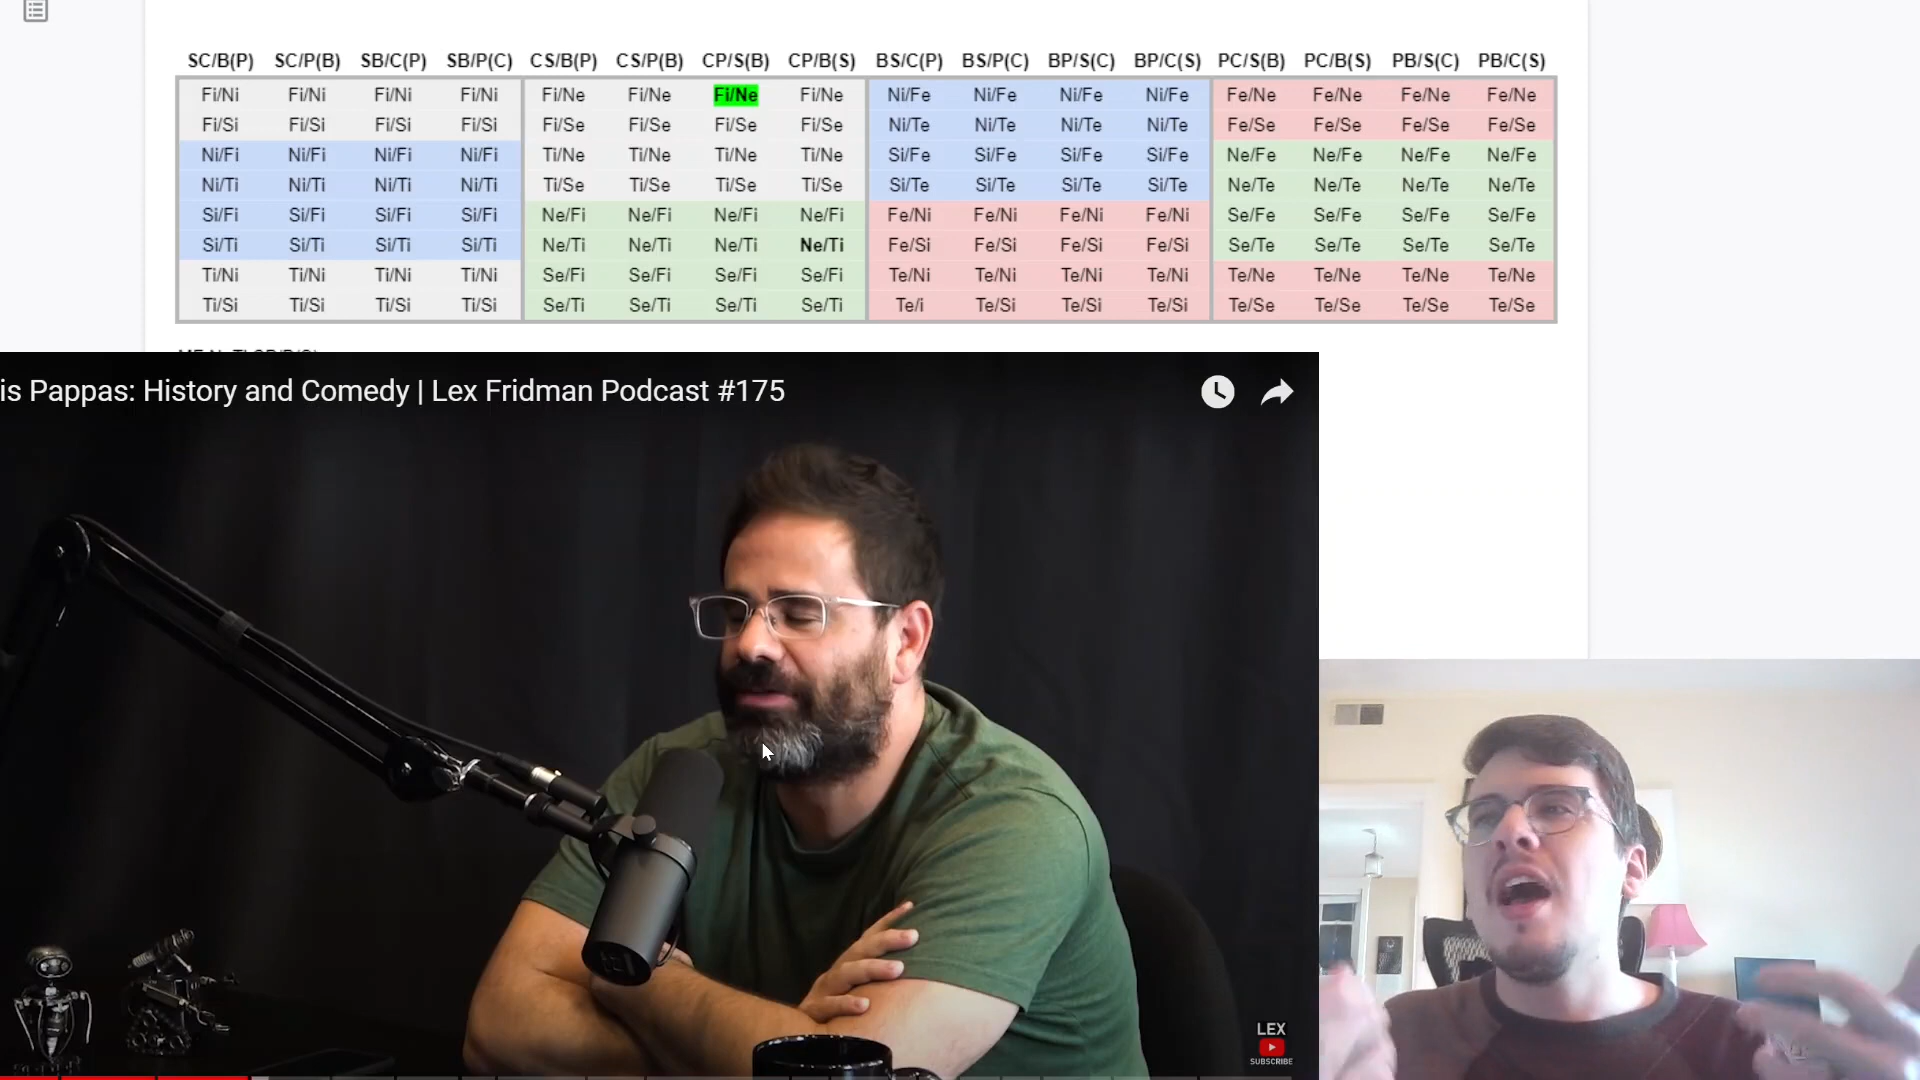 SC/B(P) SC/P(B) SB/C(P) SB/P(C) CS/B(P) CS/P(B) CP/S(B) CP/B(S) BS/C(P) BS/P(C) BP/S(C) BP/C(S) PC/S(B) PC/B(S) PB/S(C) PB/C(S)
Fi/Ni Fi/Ni Fi/Ni Fi/Ni Fi/Ne Fi/Ne Fi/Ne Fi/Ne Ni/Fe Ni/Fe Ni/Fe Ni/Fe Fe/Ne Fe/Ne Fe/Ne Fe/Ne
Fi/Si Fi/Si Fi/Si Fi/Si Fi/Se Fi/Se Fi/Se Fi/Se Ni/Te Ni/Te Ni/Te Ni/Te Fe/Se Fe/Se Fe/Se Fe/Se
Ni/Fi Ni/Fi Ni/Fi Ni/Fi Ti/Ne Ti/Ne Ti/Ne Ti/Ne Si/Fe Si/Fe Si/Fe Si/Fe Ne/Fe Ne/Fe Ne/Fe Ne/Fe
Ni/Ti Ni/Ti Ni/Ti Ni/Ti Ti/Se Ti/Se Ti/Se Ti/Se Si/Te Si/Te Si/Te Si/Te Ne/Te Ne/Te Ne/Te Ne/Te
Si/Fi Si/Fi Si/Fi Si/Fi Ne/Fi Ne/Fi Ne/Fi Ne/Fi Fe/Ni Fe/Ni Fe/Ni Fe/Ni Se/Fe Se/Fe Se/Fe Se/Fe
Si/Ti Si/Ti Si/Ti Si/Ti Ne/Ti Ne/Ti Ne/Ti Ne/Ti Fe/Si Fe/Si Fe/Si Fe/Si Se/Te Se/Te Se/Te Se/Te
Ti/Ni Ti/Ni Ti/Ni Ti/Ni Se/Fi Se/Fi Se/Fi Se/Fi Te/Ni Te/Ni Te/Ni Te/Ni Te/Ne Te/Ne Te/Ne Te/Ne
Ti/Si Ti/Si Ti/Si Ti/Si Se/Ti Se/Ti Se/Ti Se/Ti Te/i Te/Si Te/Si Te/Si Te/Se Te/Se Te/Se Te/Se
is Pappas: History and Comedy | Lex Fridman Podcast #175
LEX
SUBSCRIBE